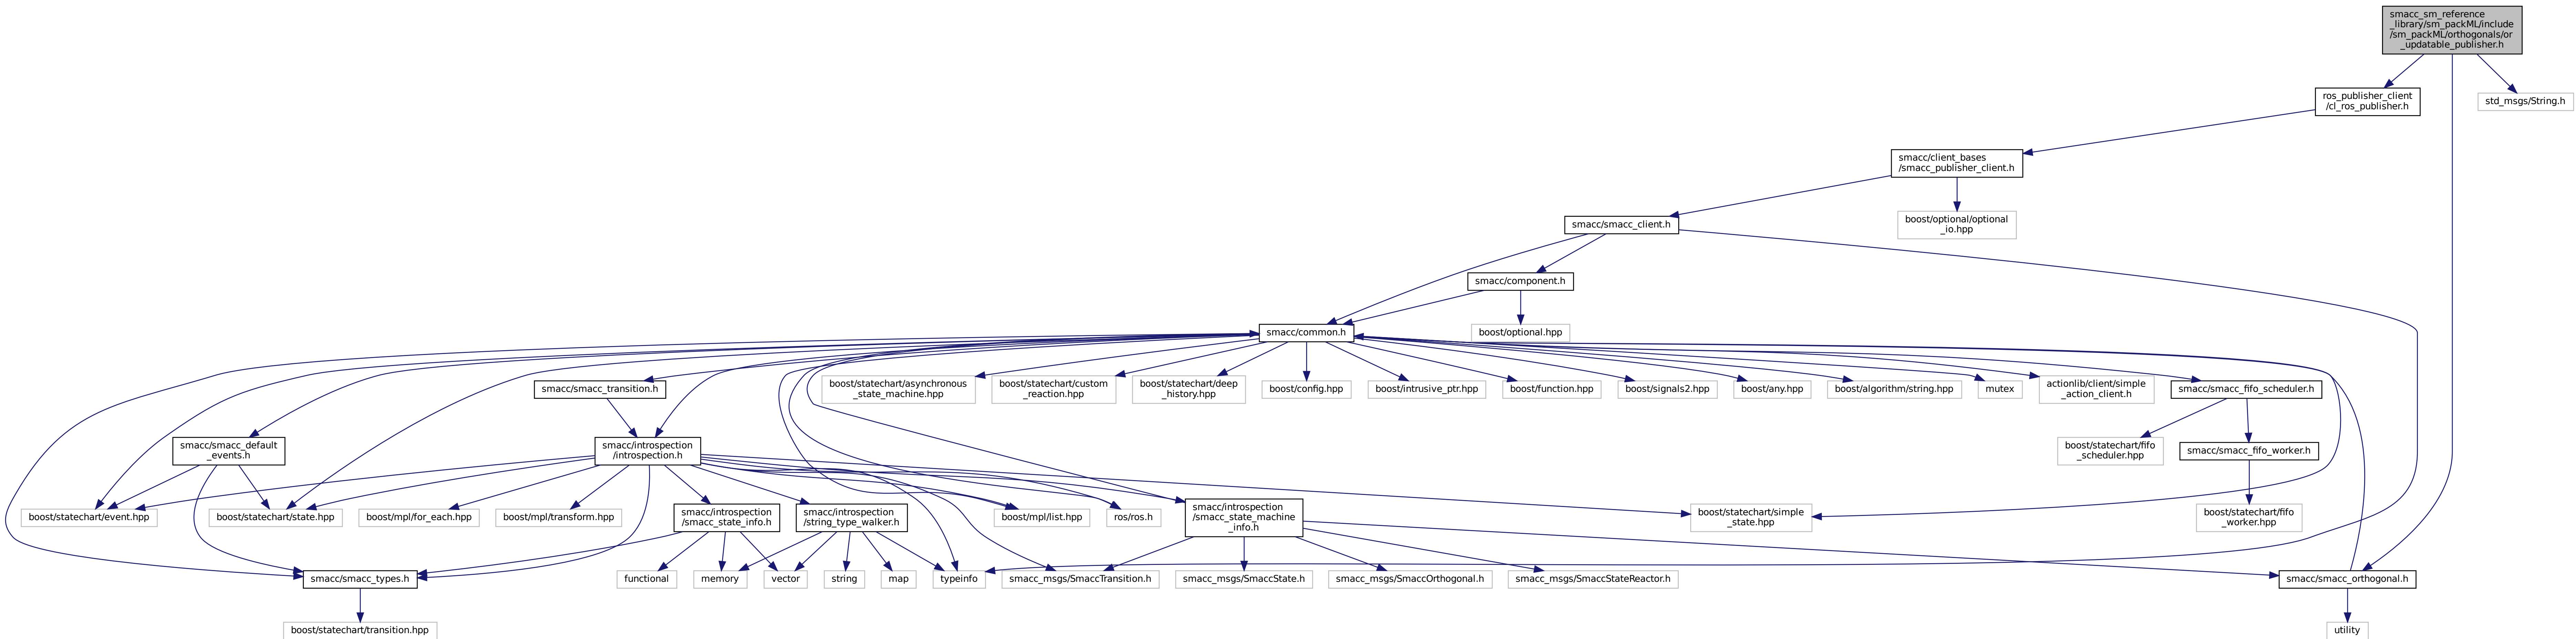 smacc_sm_reference
_library/sm_packML/include
/sm_packML/orthogonals/or
_updatable_publisher.h
ros_publisher_client
/cl_ros_publisher.h
std_msgs/String.h
smacc/client_bases
/smacc_publisher_client.h
smacc/smacc_client.h
boost/optional/optional
_io.hpp
smacc/component.h
smacc/common.h
boost/optional.hpp
smacc/smacc_transition.h
boost/statechart/asynchronous
_state_machine.hpp
boost/statechart/custom
_reaction.hpp
boost/statechart/deep
_history.hpp
boost/config.hpp
boost/intrusive_ptr.hpp
boost/function.hpp
boost/signals2.hpp
boost/any.hpp
boost/algorithm/string.hpp
mutex
actionlib/client/simple
_action_client.h
smacc/smacc_fifo_scheduler.h
smacc/smacc_default
_events.h
smacc/introspection
/introspection.h
boost/statechart/fifo
_scheduler.hpp
smacc/smacc_fifo_worker.h
boost/statechart/event.hpp
boost/statechart/state.hpp
boost/mpl/for_each.hpp
boost/mpl/transform.hpp
smacc/introspection
/smacc_state_info.h
smacc/introspection
/string_type_walker.h
boost/mpl/list.hpp
ros/ros.h
smacc/introspection
/smacc_state_machine
_info.h
boost/statechart/simple
_state.hpp
boost/statechart/fifo
_worker.hpp
smacc/smacc_types.h
functional
memory
vector
string
map
typeinfo
smacc_msgs/SmaccTransition.h
smacc_msgs/SmaccState.h
smacc_msgs/SmaccOrthogonal.h
smacc_msgs/SmaccStateReactor.h
smacc/smacc_orthogonal.h
boost/statechart/transition.hpp
utility